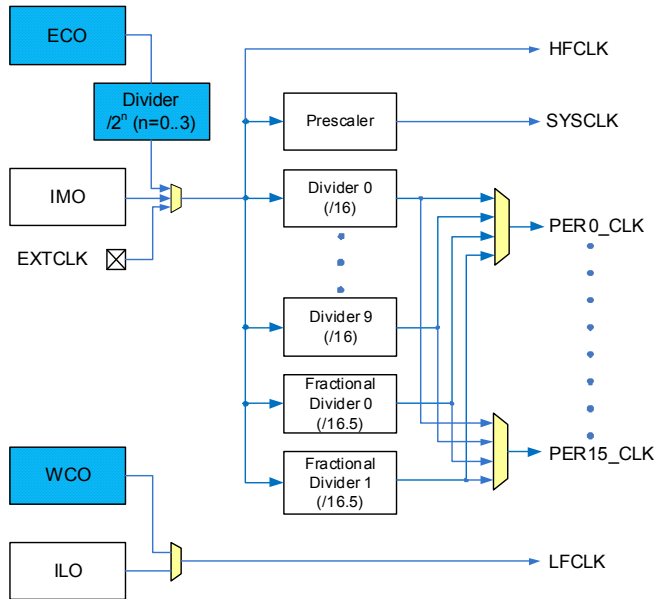 ECO
HFCLK
Divider
/2ⁿ (n=0..3)
Prescaler
SYSCLK
IMO
Divider 0
(/16)
EXTCLK
PER0_CLK
Divider 9
(/16)
Fractional
Divider 0
(/16.5)
PER15_CLK
WCO
Fractional
Divider 1
(/16.5)
ILO
LFCLK